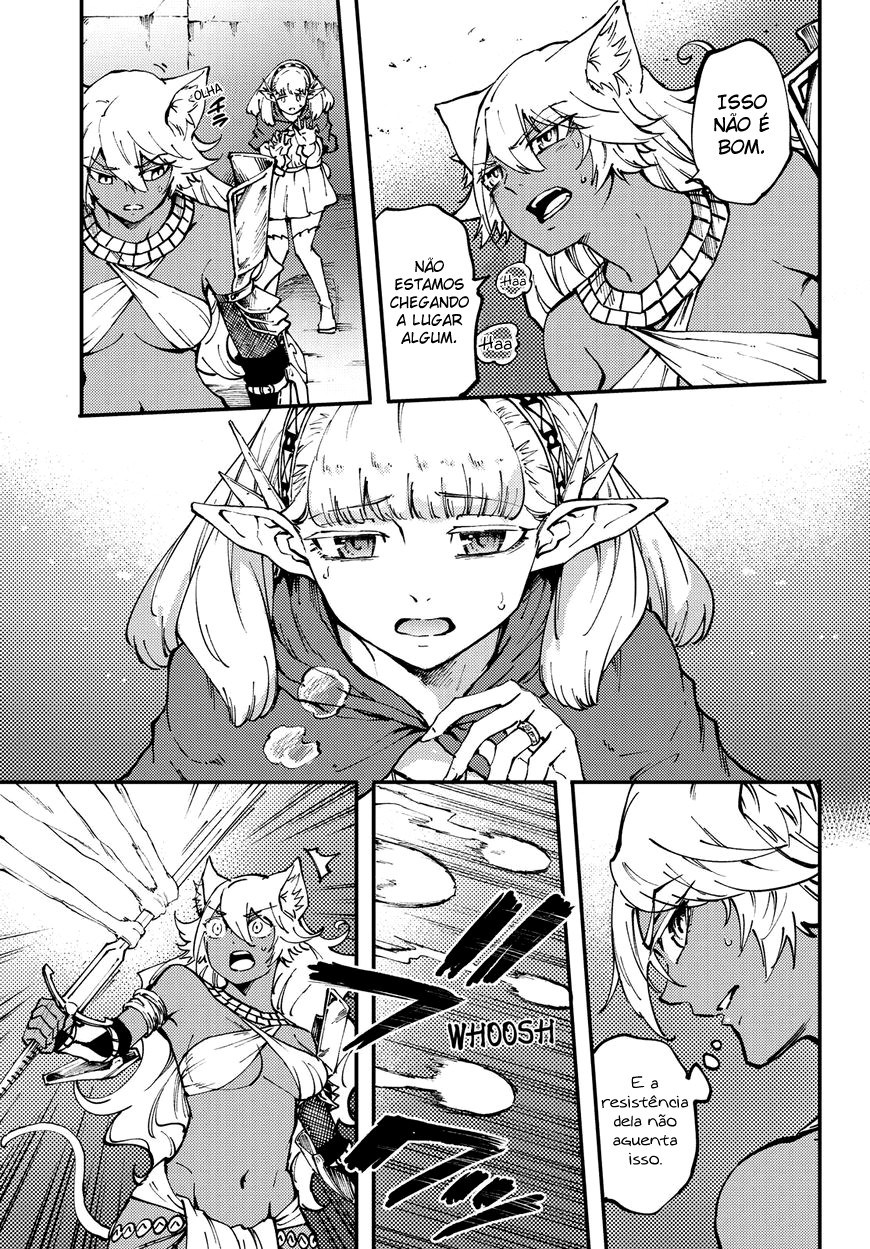 ISSO
NÃO É
BOM.
NÃO
ESTAMOS
CHEGANDO
A LUGAR
ALGUM.
Haa
Haa
OLHA
E a
resistência
dela não
aguenta
isso.
WHOOSH